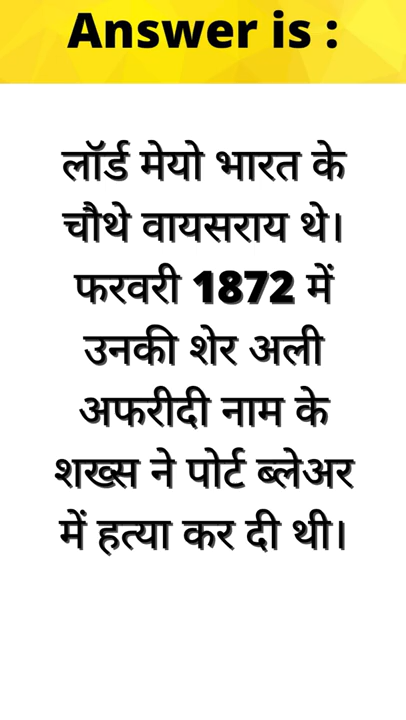 Answer is :
लॉर्ड मेयो भारत के
चौथे वायसराय थे।
फरवरी 1872 में
उनकी शेर अली
अफरीदी नाम के
शख्स ने पोर्ट ब्लेअर
में हत्या कर दी थी।